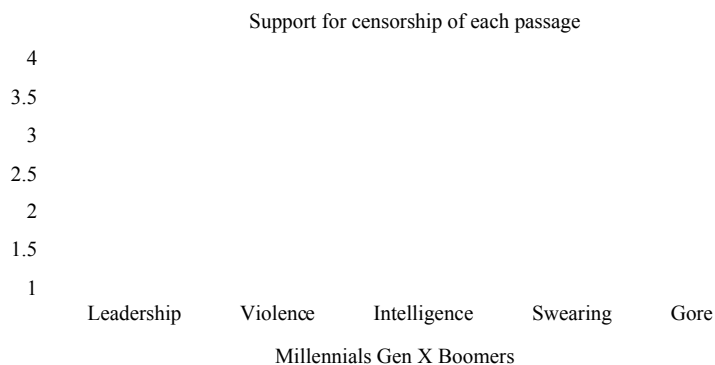 Support for censorship of each passage
4
3.5
3
2.5
2
1.5
1
Leadership Violence Intelligence Swearing Gore
Millennials Gen X Boomers